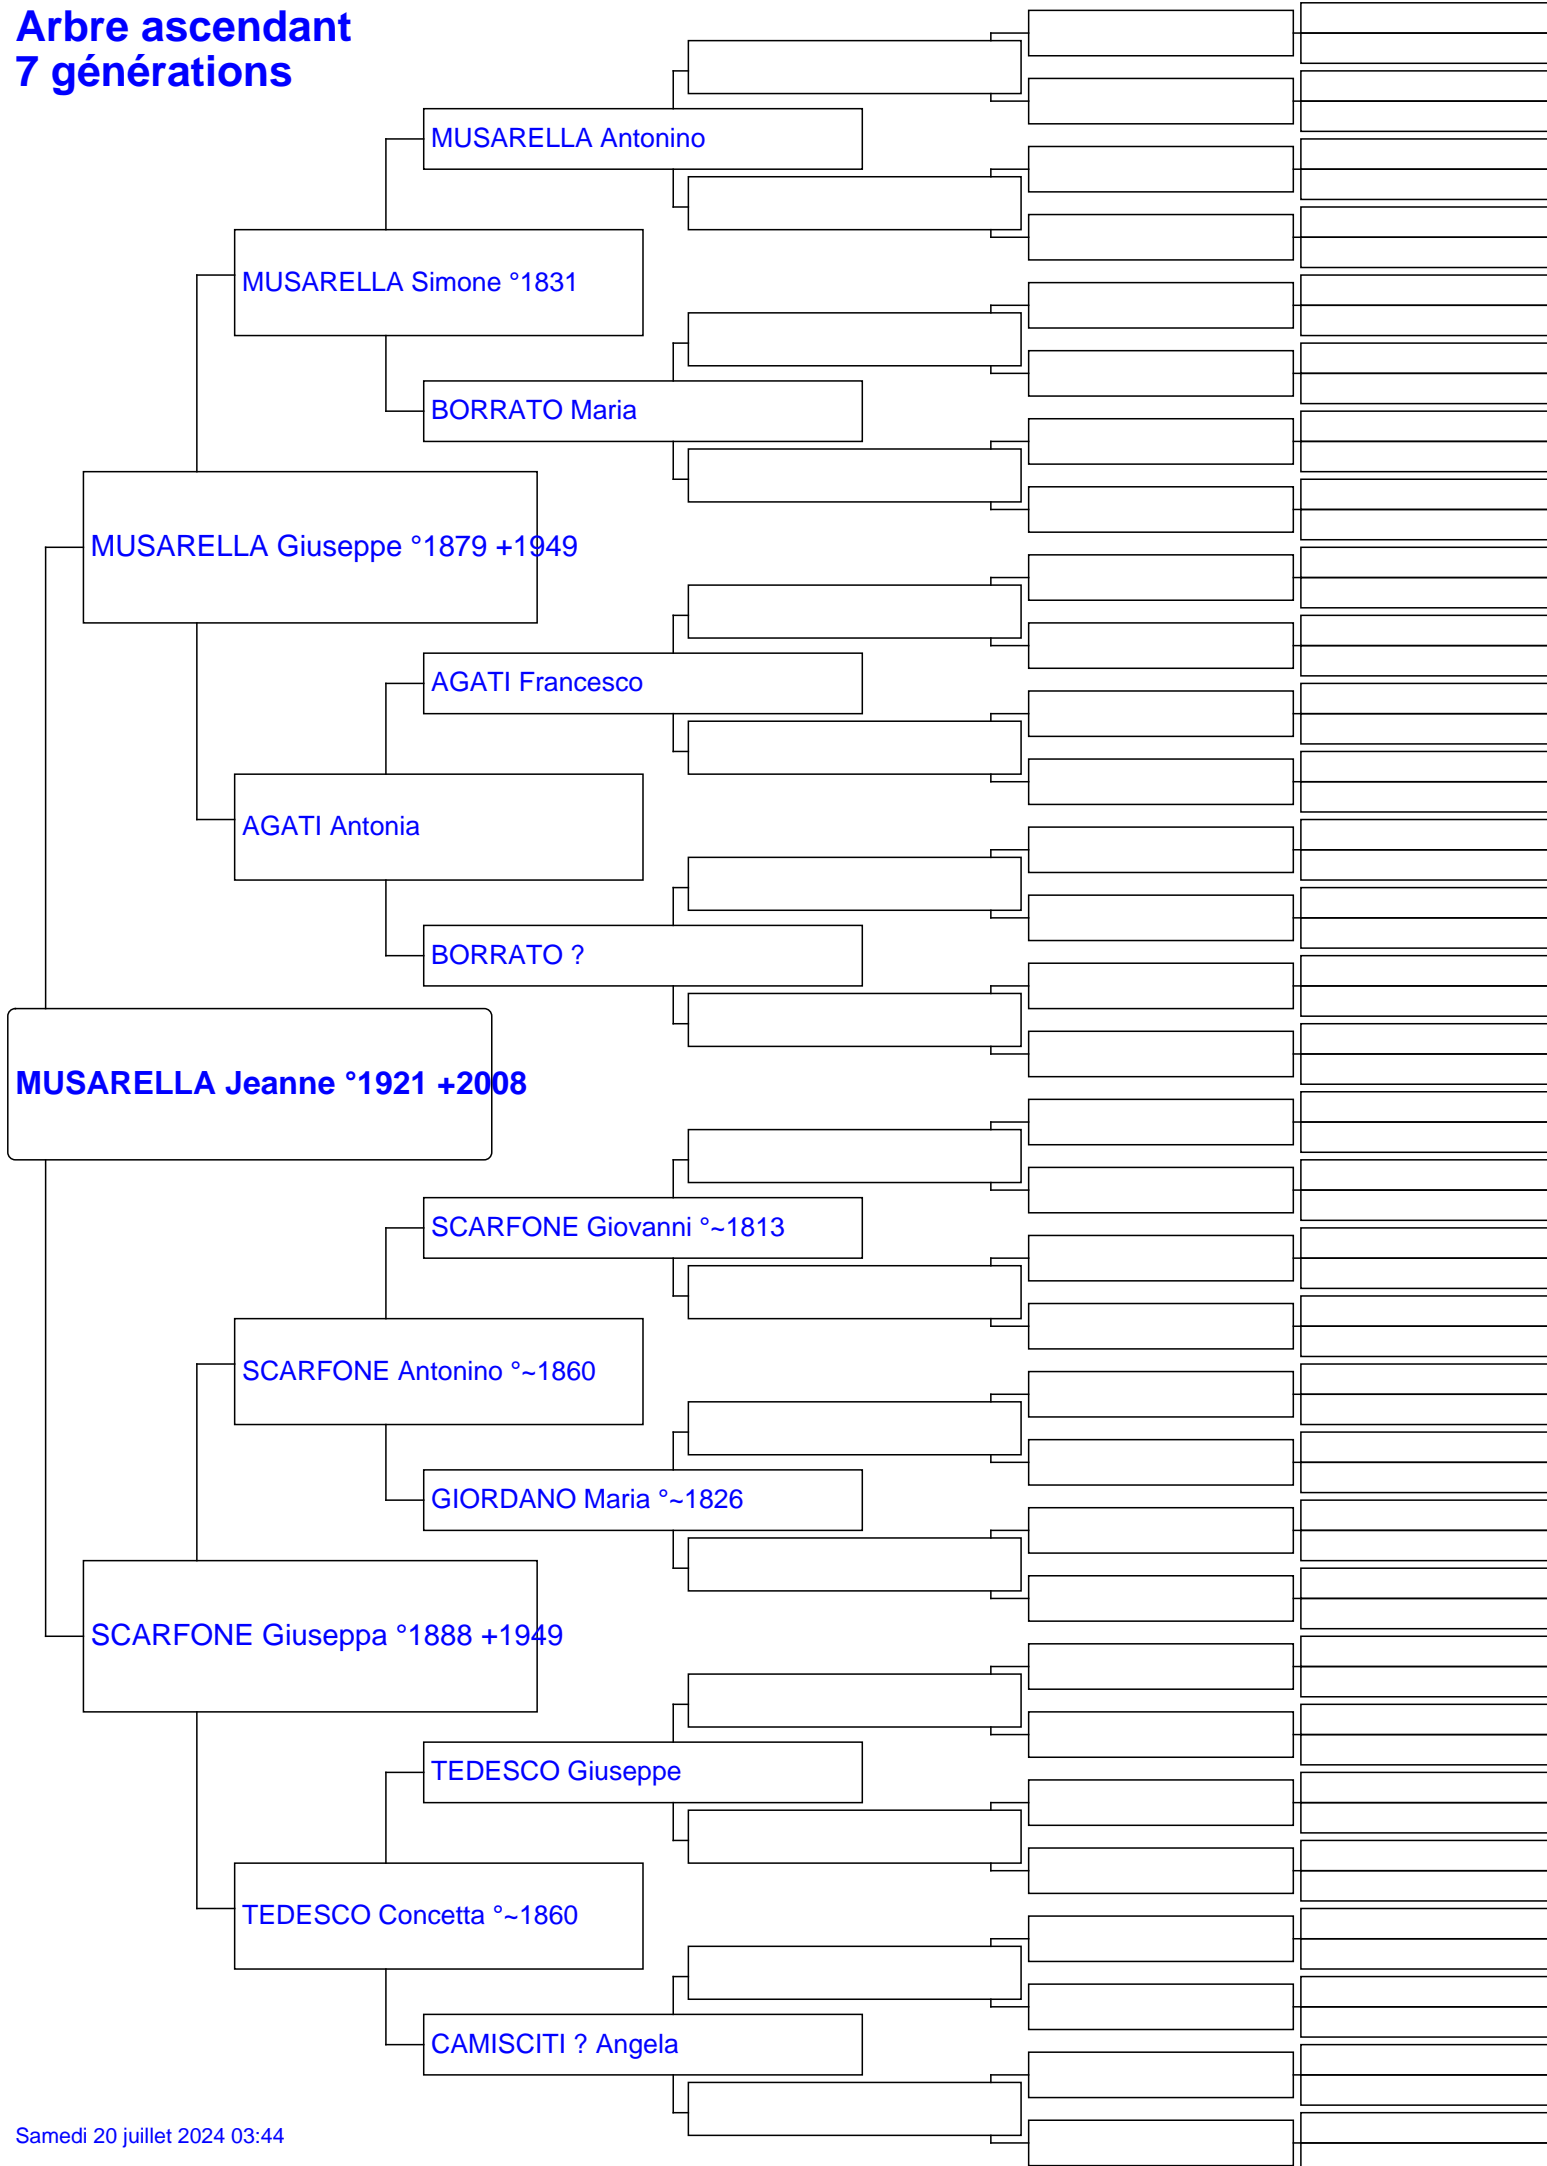 Arbre ascendant
7 générations
MUSARELLA Antonino
MUSARELLA Simone °1831
BORRATO Maria
MUSARELLA Giuseppe °1879 +1949
AGATI Francesco
AGATI Antonia
BORRATO ?
MUSARELLA Jeanne °1921 +2008
SCARFONE Giovanni °~1813
SCARFONE Antonino °~1860
GIORDANO Maria °~1826
SCARFONE Giuseppa °1888 +1949
TEDESCO Giuseppe
TEDESCO Concetta °~1860
CAMISCITI ? Angela
Samedi 20 juillet 2024 03:44